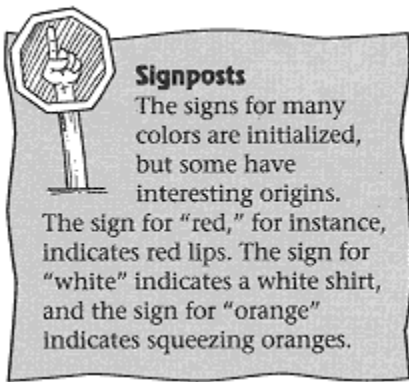 Signposts
The signs for many
colors are initialized,
but some have
interesting origins.
The sign for “red,” for instance,
indicates red lips. The sign for
“white” indicates a white shirt,
and the sign for “orange”
indicates squeezing oranges.